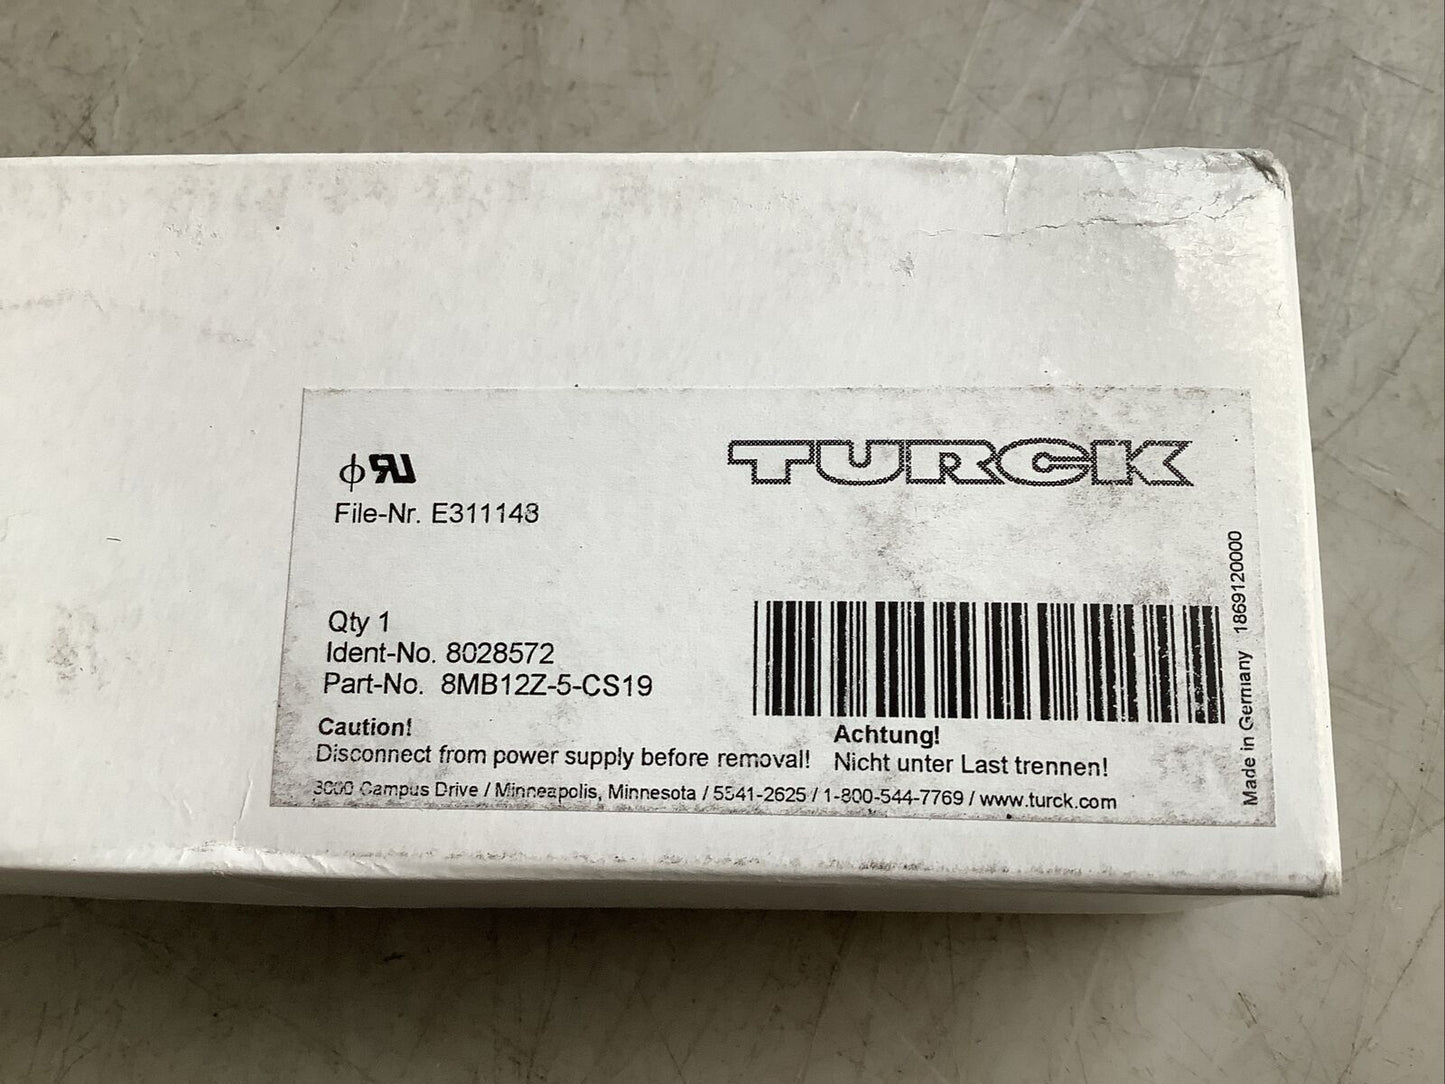 TURCK
File-Nr. E311143
Qty 1
Ident-No. 8028572
Part-No. 8MB12Z-5-CS19
Caution!
Disconnect from power supply before removal!
Achtung!
Nicht unter Last trennen!
3000 Campus Drive / Minneapolis, Minnesota / 5541-2625 / 1-800-544-7769 / www.turck.com
Made in Germany 1869120000